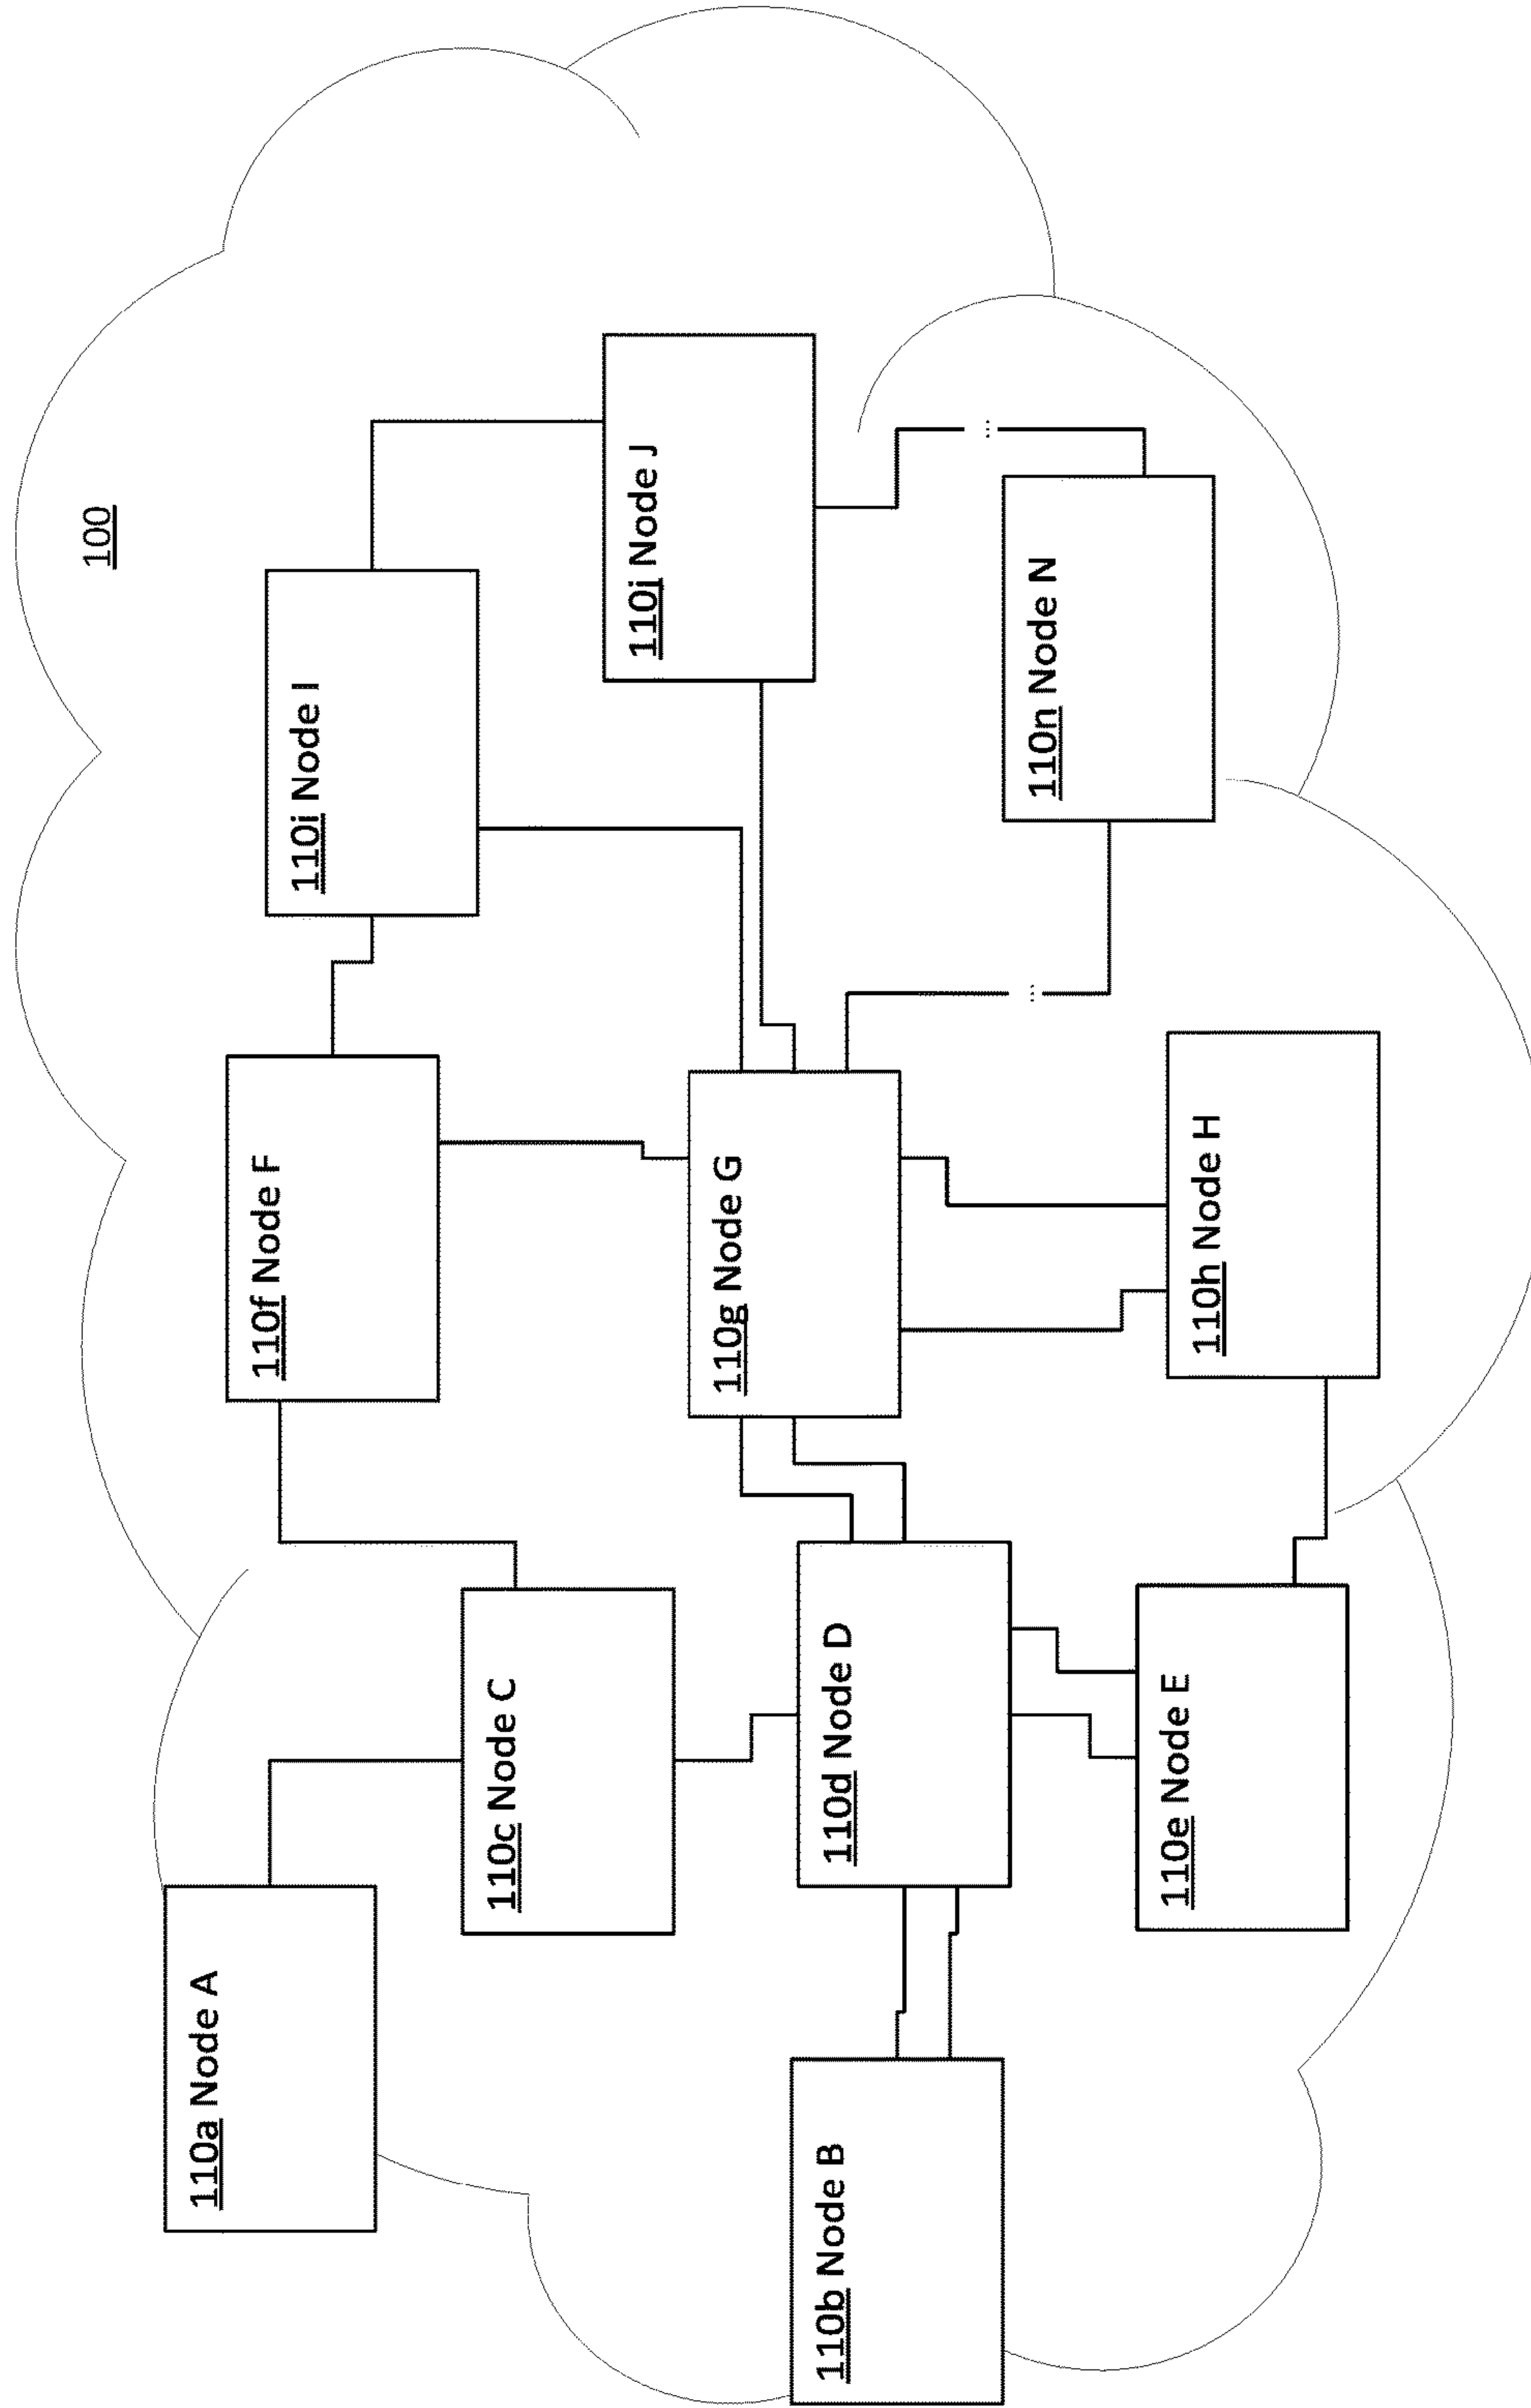 100
110a Node A
110f Node F
110i Node I
110c Node C
110j Node J
110g Node G
110b Node B
110d Node D
110n Node N
110e Node E
110h Node H
...
...